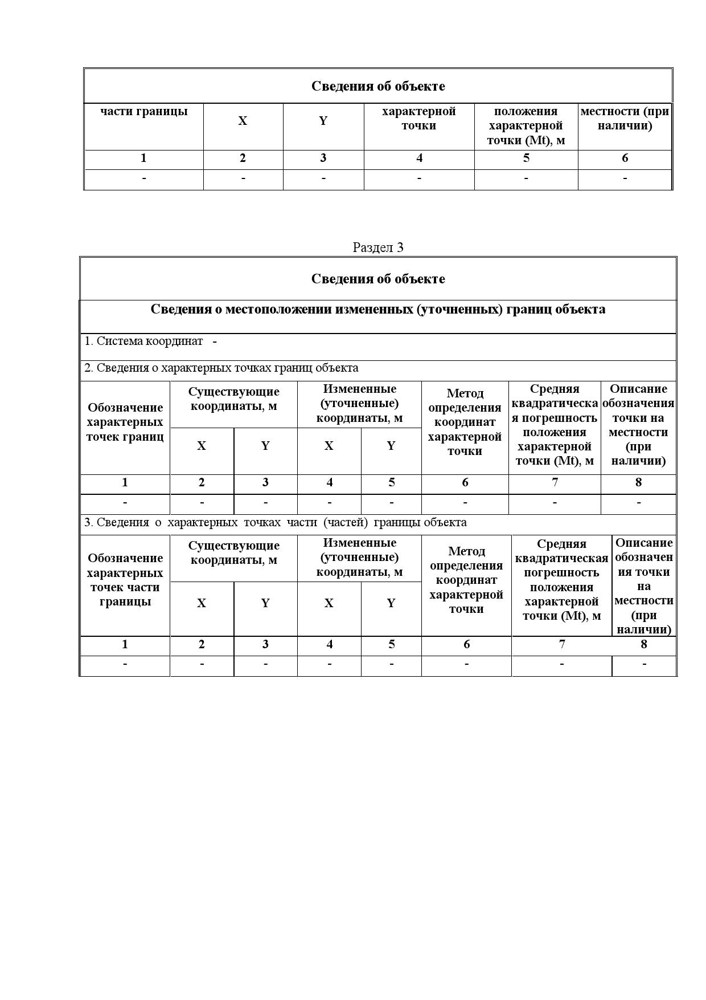 Сведения об объекте
части границы X Y характерной точки положения характерной точки (Mt), м местности (при наличии)
1 2 3 4 5 6
- - - - - -
Раздел 3
Сведения об объекте
Сведения о местоположении измененных (уточненных) границ объекта
1. Система координат -
2. Сведения о характерных точках границ объекта
Обозначение характерных точек границ
Существующие координаты, м
Измененные (уточненные) координаты, м
Метод определения координат характерной точки
Средняя квадратическа я погрешность положения характерной точки (Mt), м
Описание обозначения точки на местности (при наличии)
X Y X Y
1 2 3 4 5 6 7 8
- - - - - - - -
3. Сведения о характерных точках части (частей) границы объекта
Обозначение характерных точек части границы
Существующие координаты, м
Измененные (уточненные) координаты, м
Метод определения координат характерной точки
Средняя квадратическая погрешность положения характерной точки (Mt), м
Описание обозначен ия точки на местности (при наличии)
X Y X Y
1 2 3 4 5 6 7 8
- - - - - - - -